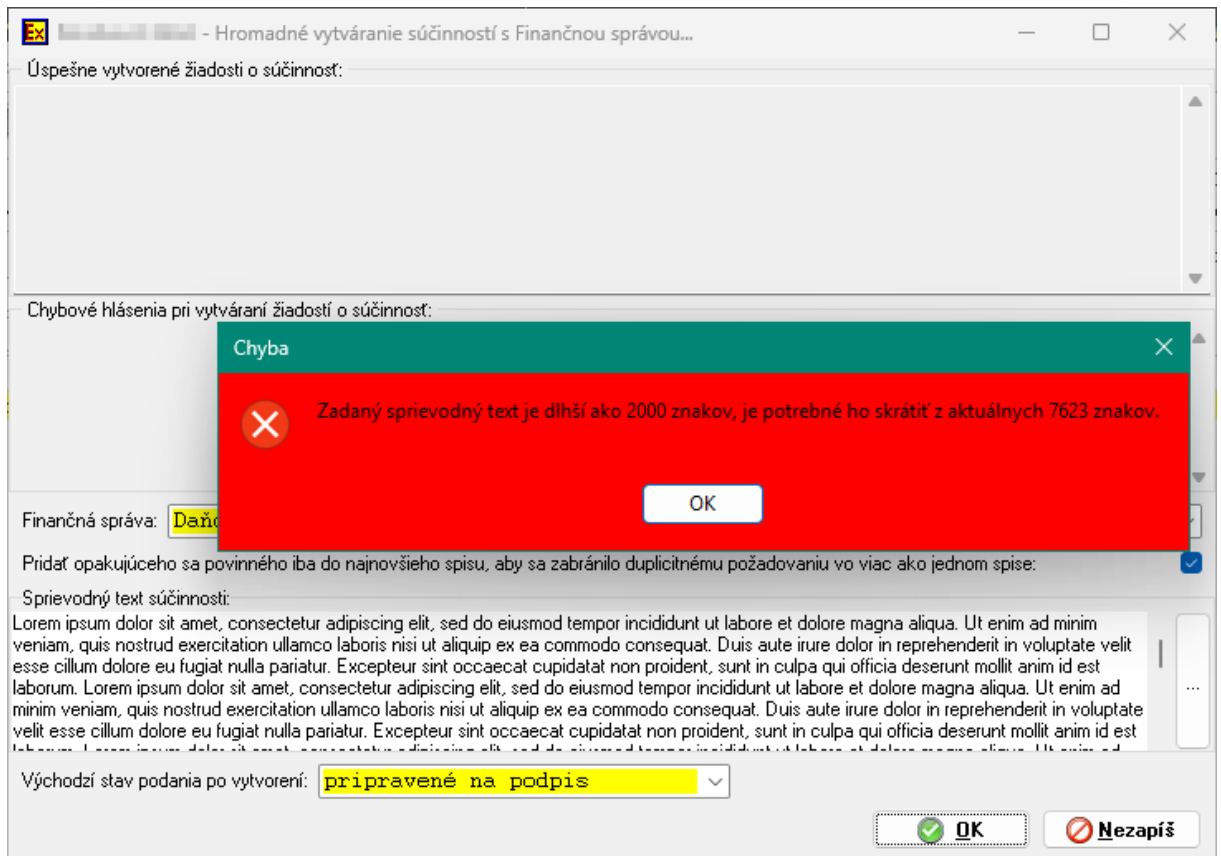 Ex - Hromadné vytváranie súčinností s Finančnou správou...
Úspešne vytvorené žiadosti o súčinnosť:
Chybové hlásenia pri vytváraní žiadostí o súčinnosť:
Chyba
Zadaný sprievodný text je dlhší ako 2000 znakov, je potrebné ho skrátiť z aktuálnych 7623 znakov.
OK
Finančná správa:
Pridať opakujúceho sa povinného iba do najnovšieho spisu, aby sa zabránilo duplicitnému požadovaniu vo viac ako jednom spise:
Sprievodný text súčinnosti:
Lorem ipsum dolor sit amet, consectetur adipiscing elit, sed do eiusmod tempor incididunt ut labore et dolore magna aliqua. Ut enim ad minim
veniam, quis nostrud exercitation ullamco laboris nisi ut aliquip ex ea commodo consequat. Duis aute irure dolor in reprehenderit in voluptate velit
esse cillum dolore eu fugiat nulla pariatur. Excepteur sint occaecat cupidatat non proident, sunt in culpa qui officia deserunt mollit anim id est
laborum. Lorem ipsum dolor sit amet, consectetur adipiscing elit, sed do eiusmod tempor incididunt ut labore et dolore magna aliqua. Ut enim ad
minim veniam, quis nostrud exercitation ullamco laboris nisi ut aliquip ex ea commodo consequat. Duis aute irure dolor in reprehenderit in voluptate
velit esse cillum dolore eu fugiat nulla pariatur. Excepteur sint occaecat cupidatat non proident, sunt in culpa qui officia deserunt mollit anim id est
...
Východzí stav podania po vytvorení: pripravené na podpis
OK Nezapíš